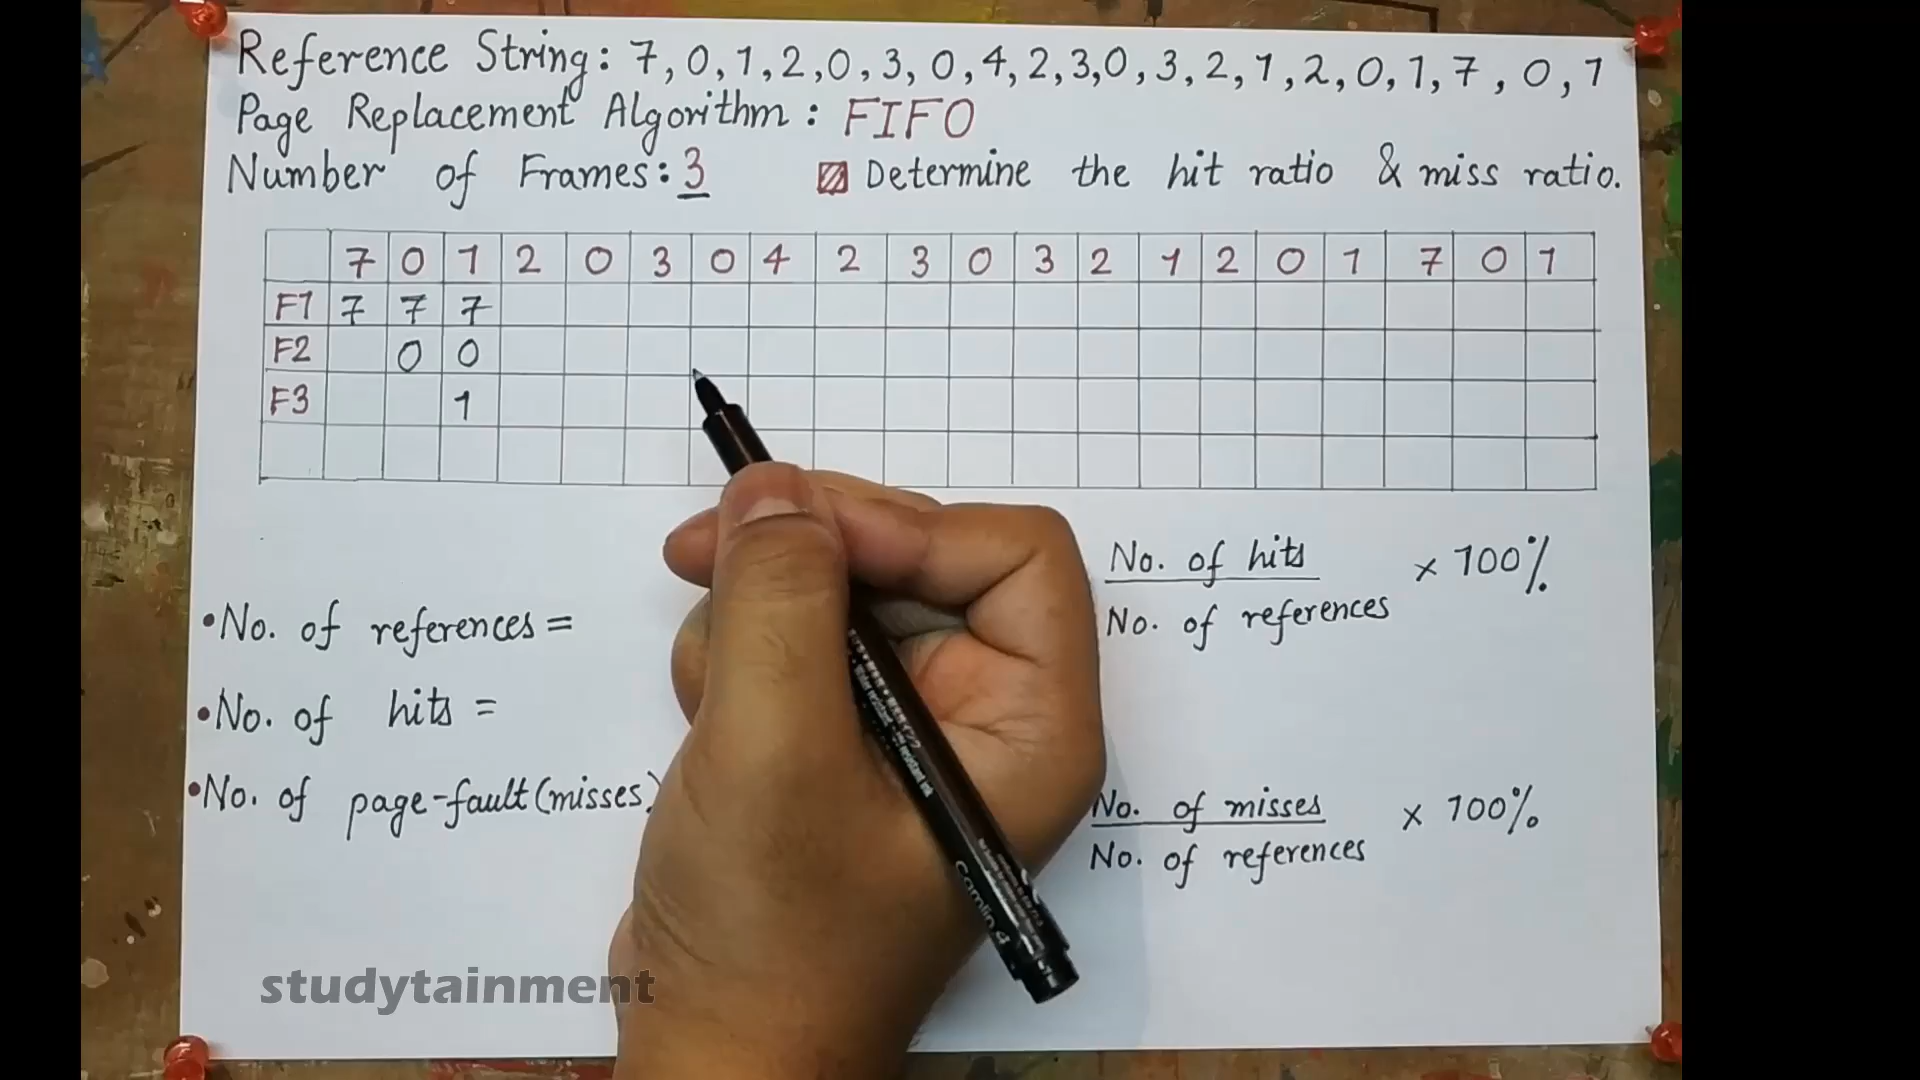 Reference String: 7, 0, 1, 2, 0, 3, 0, 4, 2, 3, 0, 3, 2, 1, 2, 0, 1, 7, 0, 1
Page Replacement Algorithm: FIFO
Number of Frames: 3 Determine the hit ratio & miss ratio.
7 0 1 2 0 3 0 4 2 3 0 3 2 1 2 0 1 7 0 1
F1 7 7 7
F2 0 0
F3 1
No. of hits × 100%
No. of references
•No. of references =
•No. of hits =
•No. of page-fault(misses)
No. of misses × 100%
No. of references
Camlin
studytainment